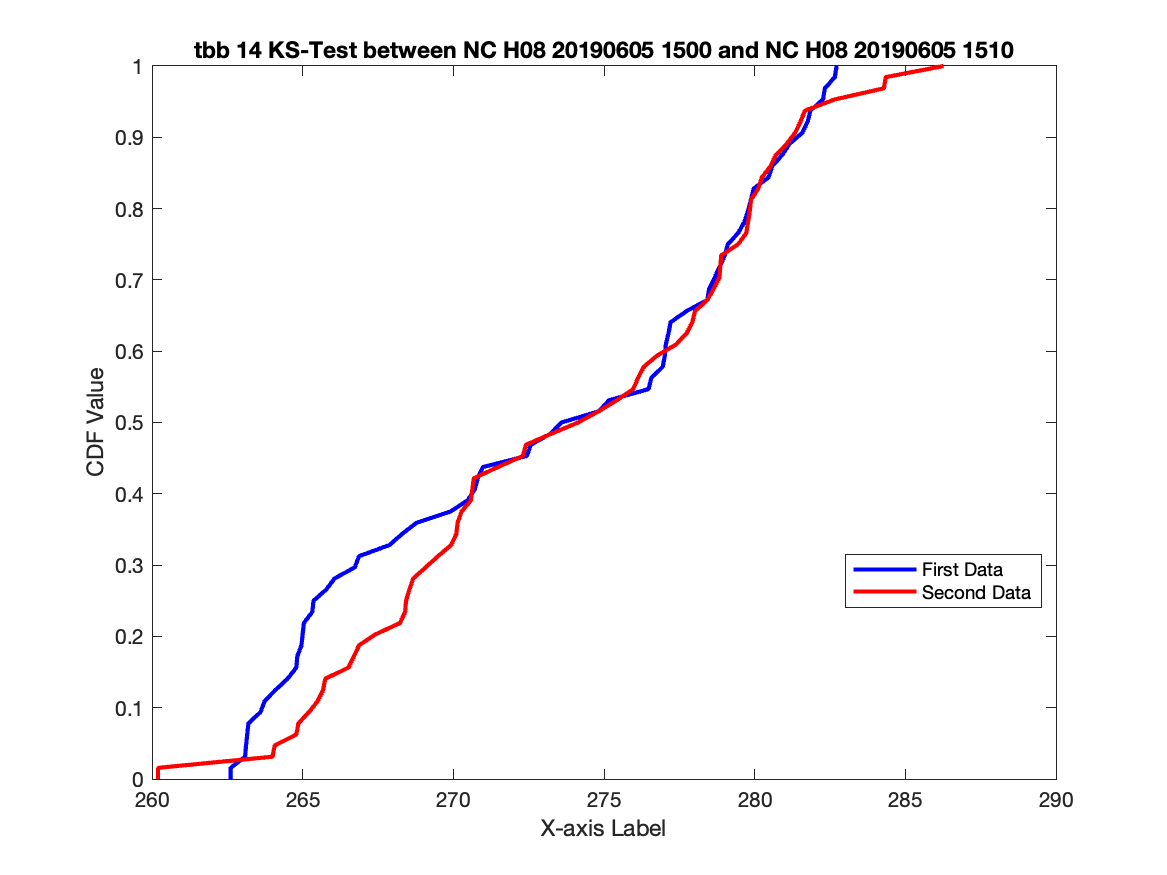 tbb 14 KS-Test between NC H08 20190605 1500 and NC H08 20190605 1510
1
0.9
0.8
0.7
0.6
0.5
0.4
0.3
0.2
0.1
0
CDF Value
First Data
Second Data
260 265 270 275 280 285 290
X-axis Label